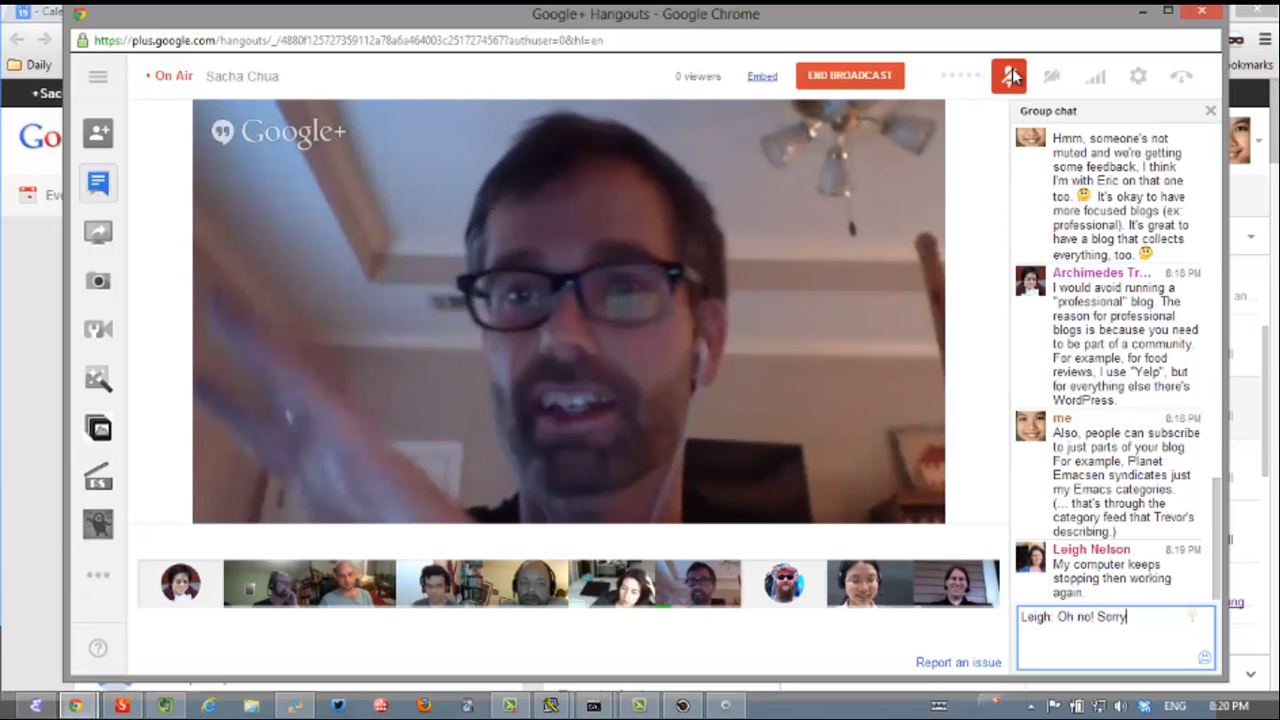 19 - Cale
Google+ Hangouts - Google Chrome
https://plus.google.com/hangouts/_/4880f125727359112a78a6a464003c2517274567?authuser=0&hl=en
Daily
+Sac
Go
Eve
• On Air Sacha Chua
0 viewers Embed END BROADCAST
Google+
Group chat
Hmm, someone's not
muted and we're getting
some feedback. I think
I'm with Eric on that one
too. It's okay to have
more focused blogs (ex:
professional). It's great to
have a blog that collects
everything, too.
Archimedes Tr... 8:18 PM
I would avoid running a
"professional" blog. The
reason for professional
blogs is because you need
to be part of a community.
For example, for food
reviews, I use "Yelp", but
for everything else there's
WordPress.
me 8:18 PM
Also, people can subscribe
to just parts of your blog.
For example, Planet
Emacsen syndicates just
my Emacs categories.
(... that's through the
category feed that Trevor's
describing.)
Leigh Nelson 8:19 PM
My computer keeps
stopping then working
again.
Leigh: Oh no! Sorry
Report an issue
ookmarks
an...
ng
ENG 8:20 PM